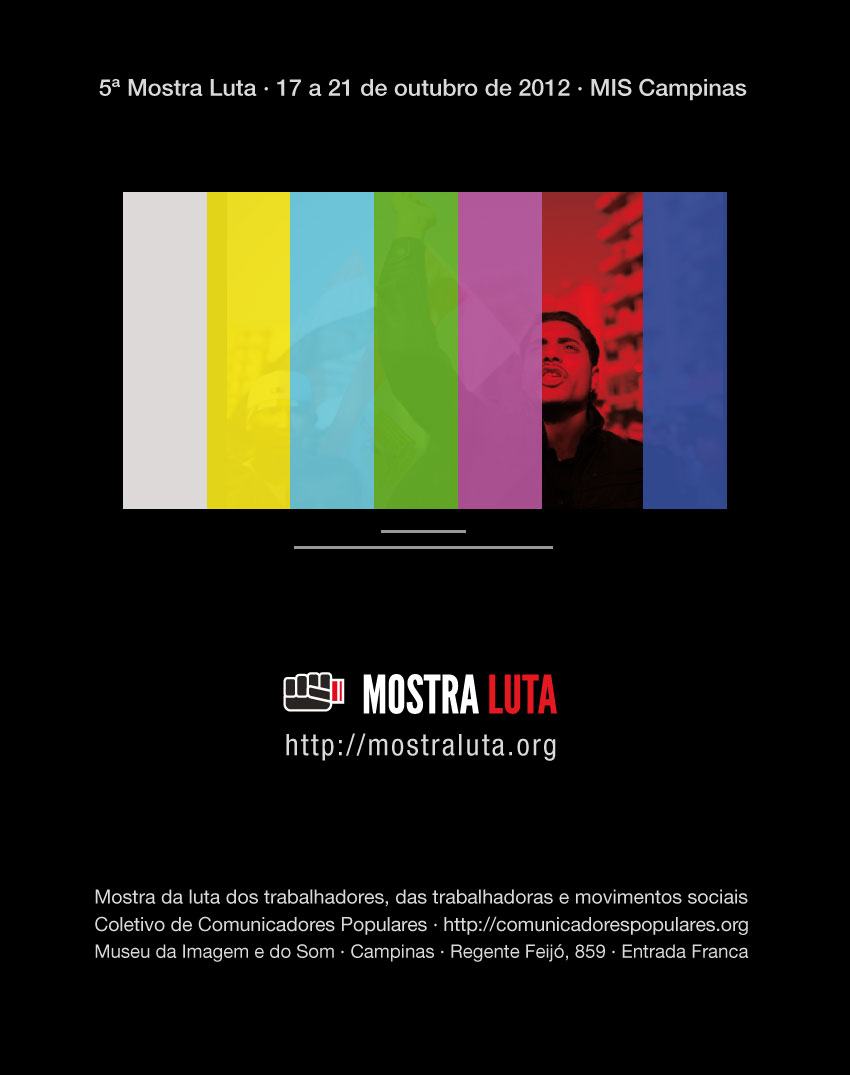 5ª Mostra Luta · 17 a 21 de outubro de 2012 · MIS Campinas
MOSTRA LUTA
http://mostraluta.org
Mostra da luta dos trabalhadores, das trabalhadoras e movimentos sociais
Coletivo de Comunicadores Populares · http://comunicadorespopulares.org
Museu da Imagem e do Som · Campinas · Regente Feijó, 859 · Entrada Franca